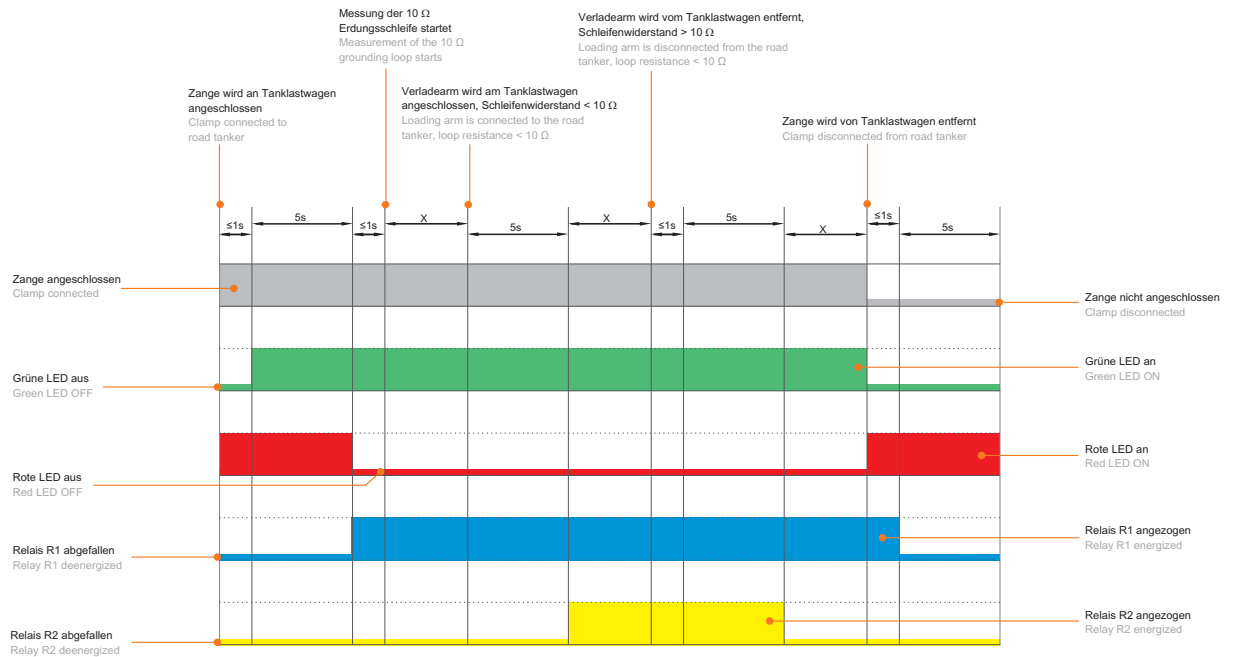 Messung der 10 Ω
Erdungsschleife startet
Measurement of the 10 Ω
grounding loop starts
Verladearm wird vom Tanklastwagen entfernt,
Schleifenwiderstand > 10 Ω
Loading arm is disconnected from the road
tanker, loop resistance < 10 Ω
Zange wird an Tanklastwagen
angeschlossen
Clamp connected to
road tanker
Verladearm wird am Tanklastwagen
angeschlossen, Schleifenwiderstand < 10 Ω
Loading arm is connected to the road
tanker, loop resistance < 10 Ω
Zange wird von Tanklastwagen entfernt
Clamp disconnected from road tanker
≤1s
5s
≤1s
X
5s
X
≤1s
5s
X
≤1s
5s
Zange angeschlossen
Clamp connected
Zange nicht angeschlossen
Clamp disconnected
Grüne LED aus
Green LED OFF
Grüne LED an
Green LED ON
Rote LED aus
Red LED OFF
Rote LED an
Red LED ON
Relais R1 abgefallen
Relay R1 deenergized
Relais R1 angezogen
Relay R1 energized
Relais R2 abgefallen
Relay R2 deenergized
Relais R2 angezogen
Relay R2 energized